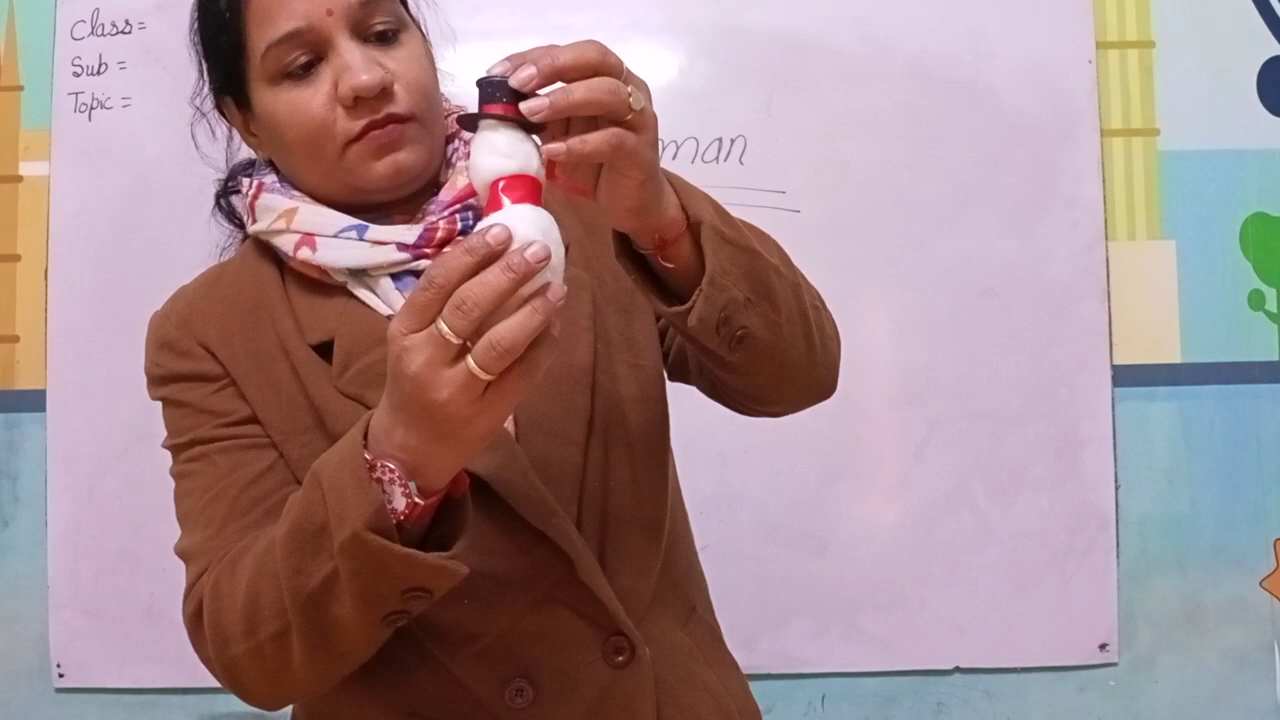 Class=
Sub =
Topic =
man